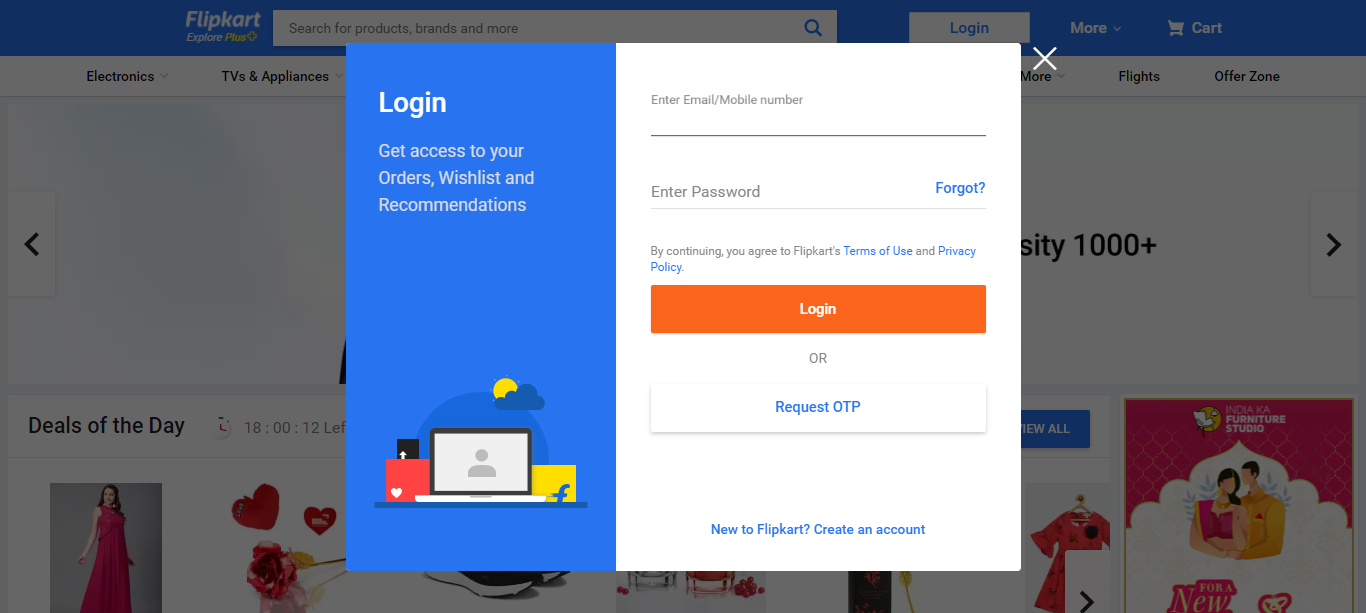 Flipkart
Explore Plus
Search for products, brands and more
Login
More
Cart
Electronics
TVs & Appliances
More
Flights
Offer Zone
Login
Get access to your
Orders, Wishlist and
Recommendations
Enter Email/Mobile number
Enter Password
Forgot?
By continuing, you agree to Flipkart's Terms of Use and Privacy
Policy.
Login
OR
Request OTP
New to Flipkart? Create an account
sity 1000+
Deals of the Day
18 : 00 : 12 Lef
VIEW ALL
INDIA KA
FURNITURE
STUDIO
FOR A
New